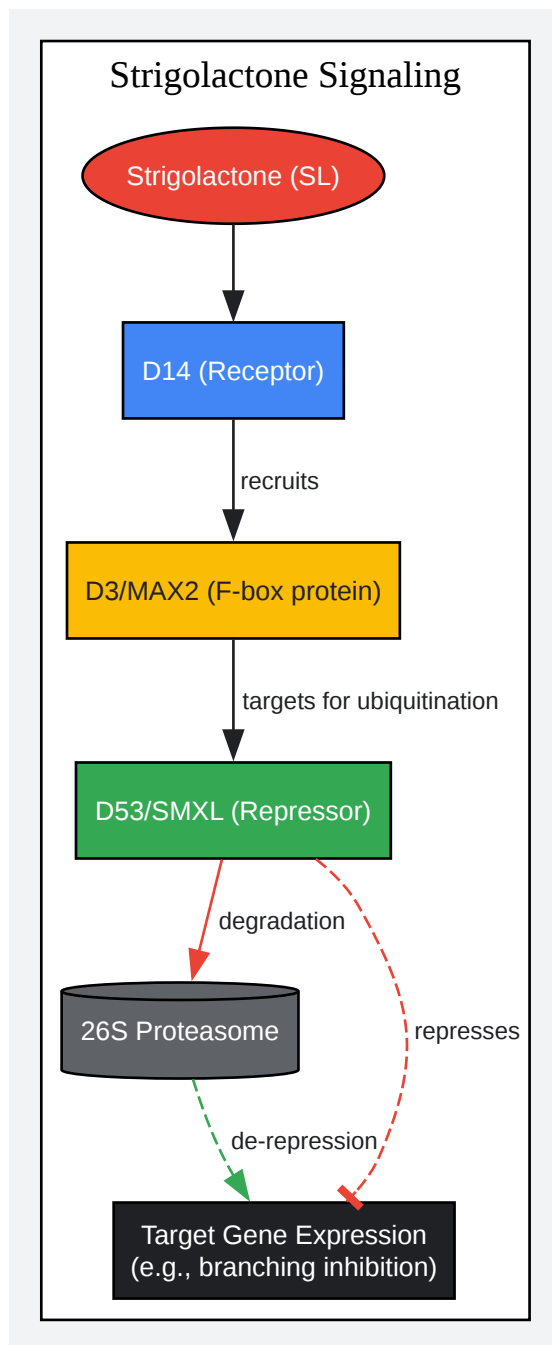 Strigolactone Signaling
Strigolactone (SL)
D14 (Receptor)
recruits
D3/MAX2 (F-box protein)
targets for ubiquitination
D53/SMXL (Repressor)
degradation
26S Proteasome
represses
de-repression
Target Gene Expression
(e.g., branching inhibition)